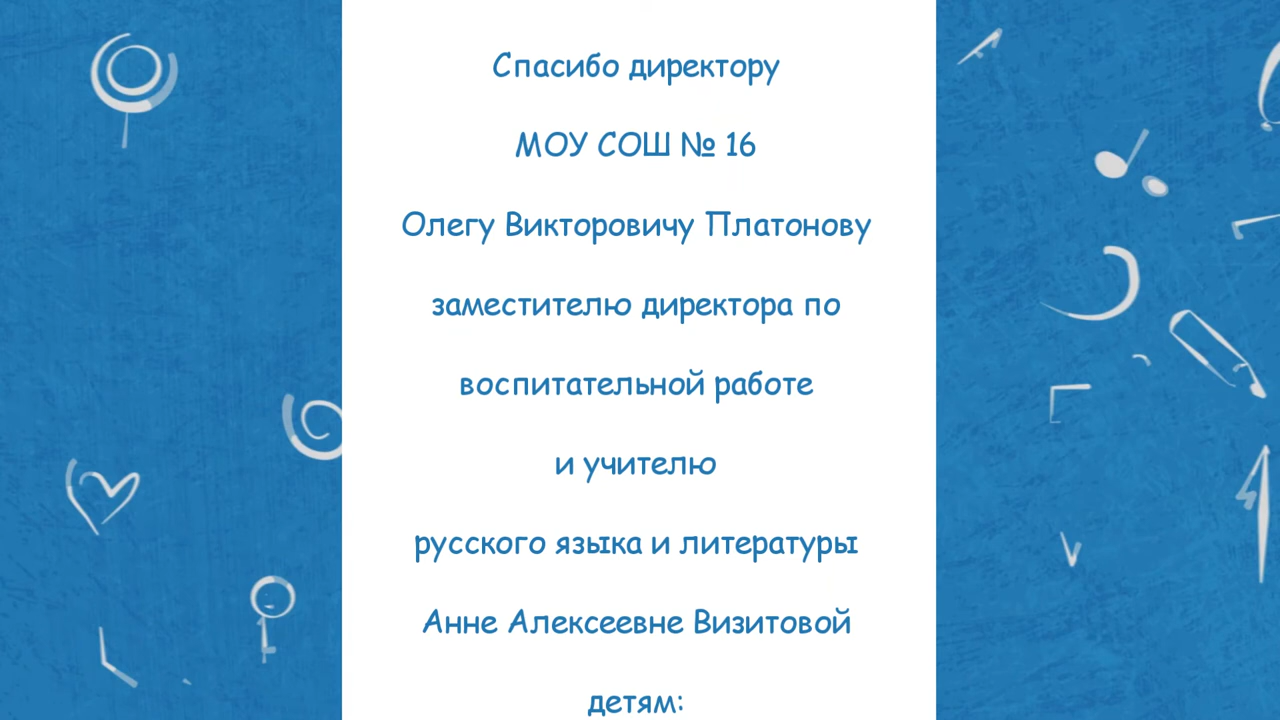 Спасибо директору
МОУ СОШ № 16
Олегу Викторовичу Платонову
заместителю директора по
воспитательной работе
и учителю
русского языка и литературы
Анне Алексеевне Визитовой
детям: